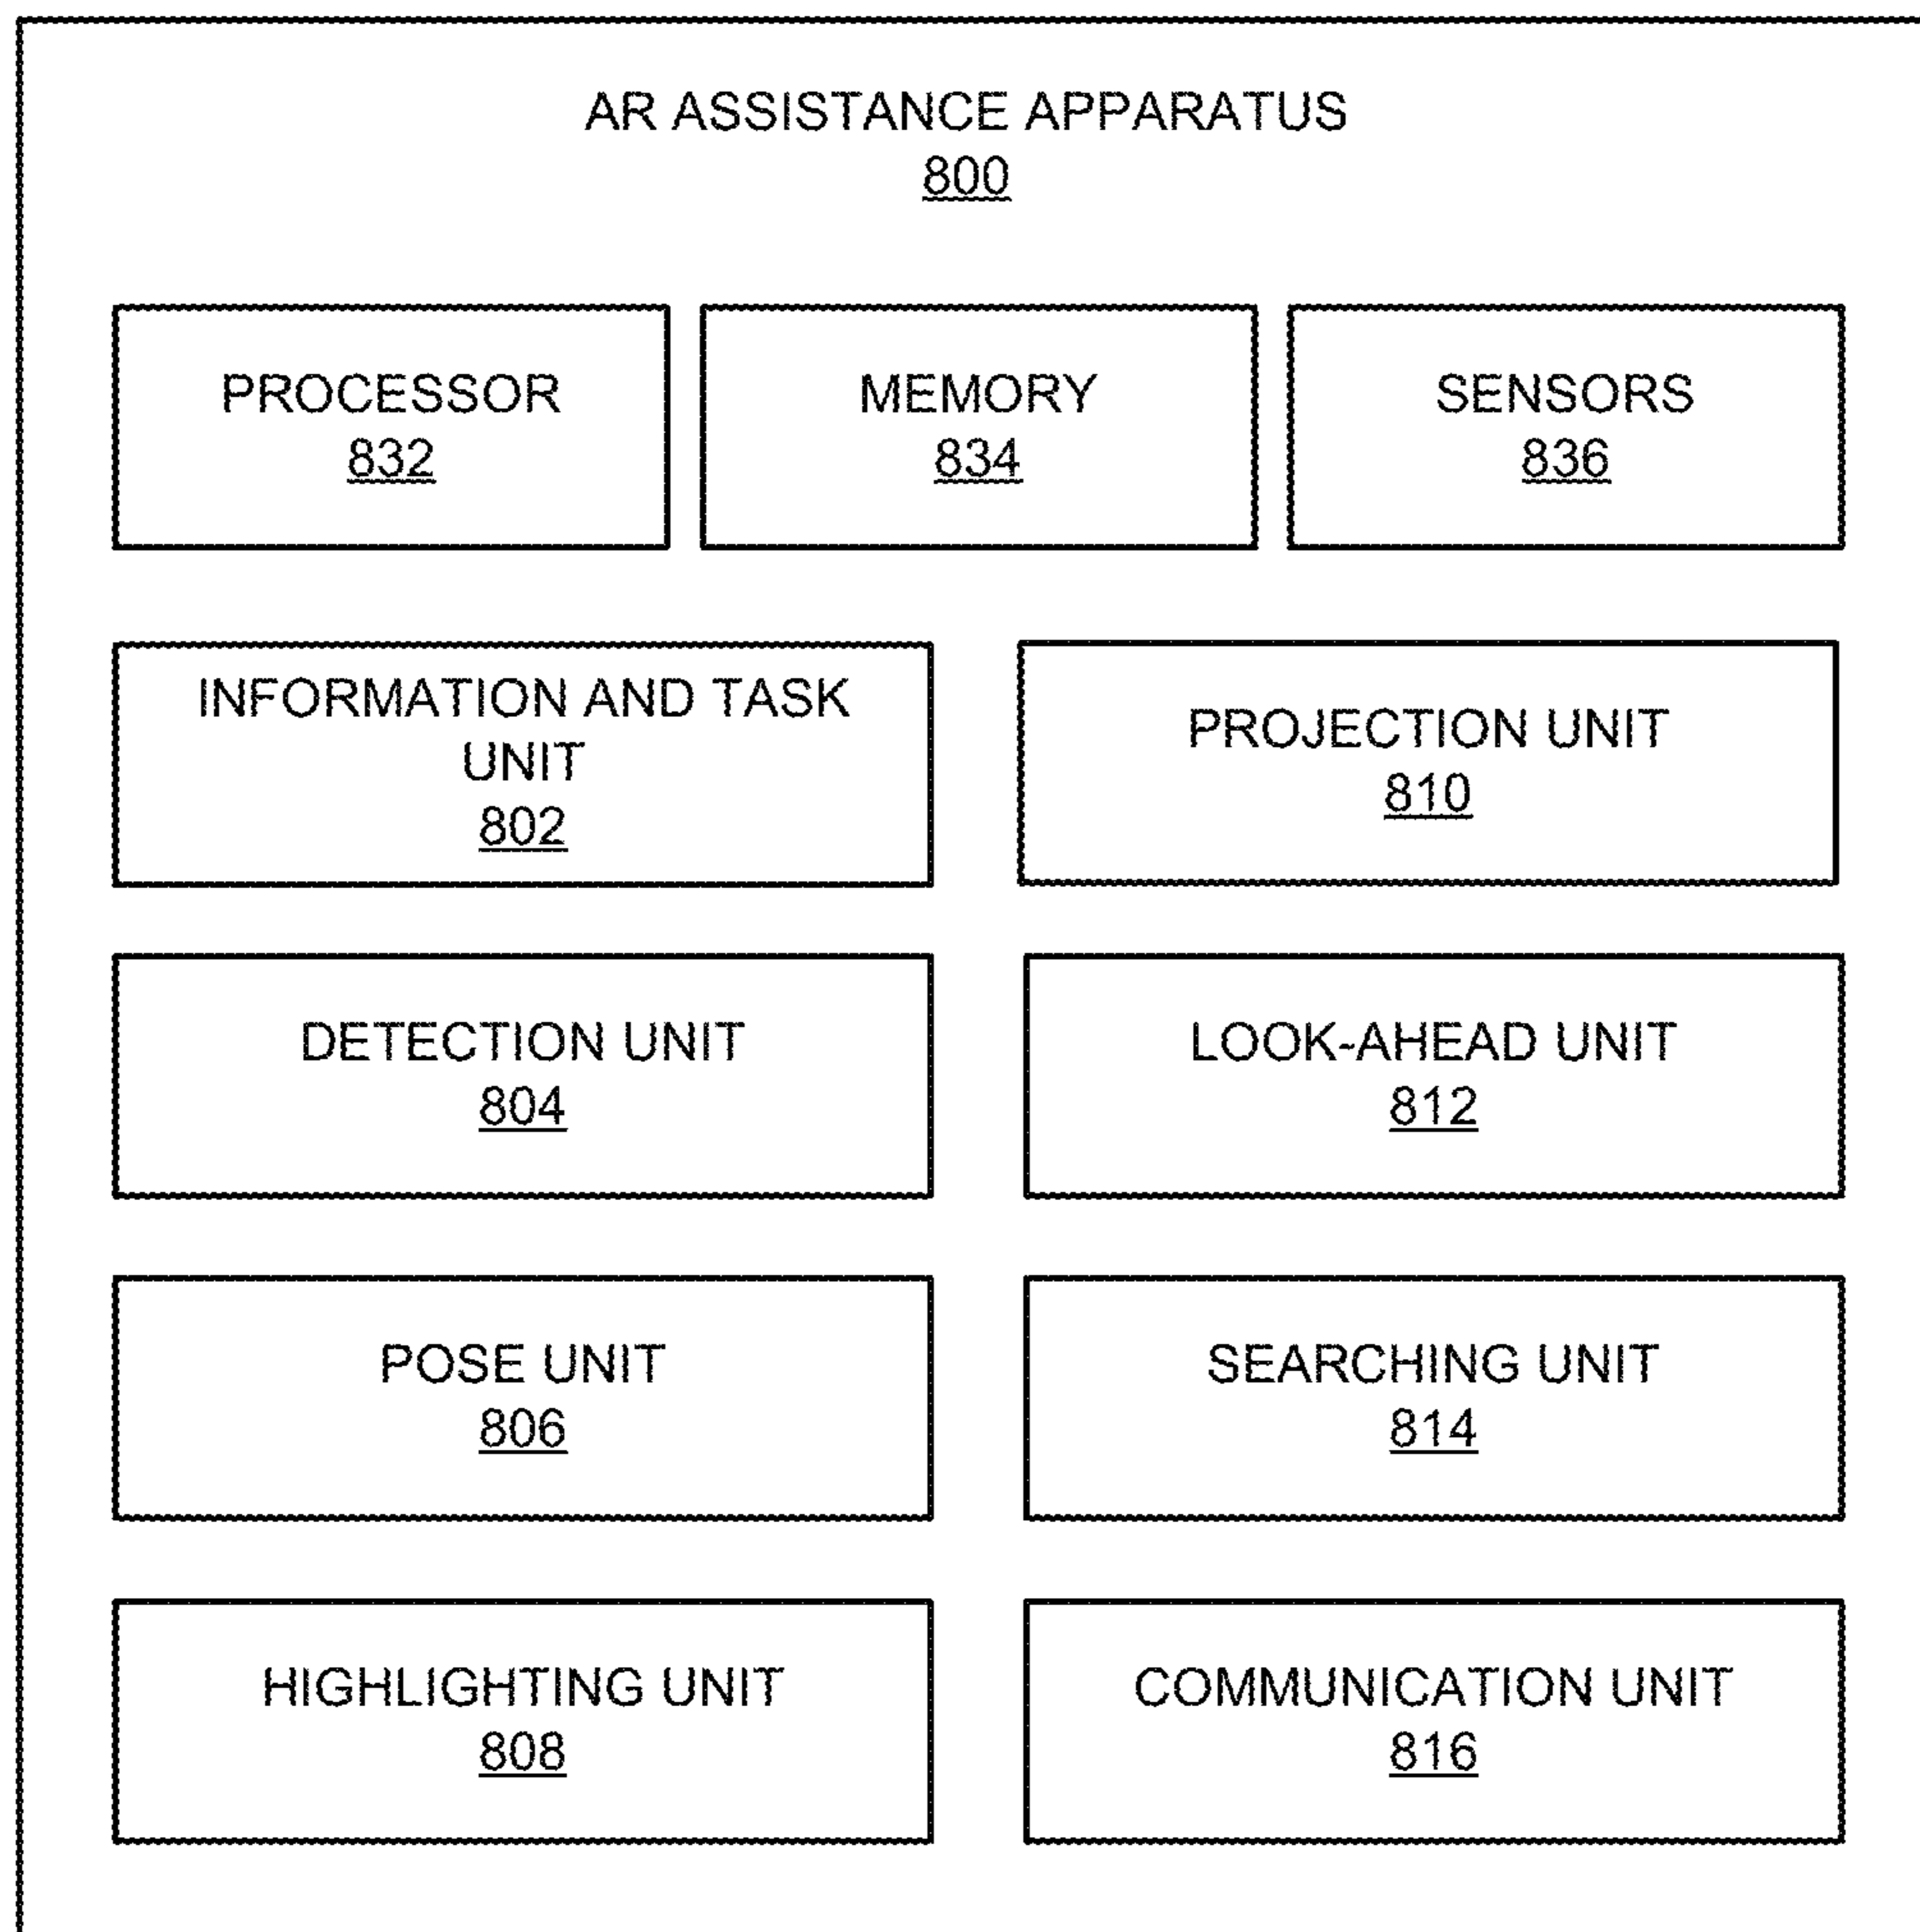 AR ASSISTANCE APPARATUS
800
PROCESSOR
832
MEMORY
834
SENSORS
836
INFORMATION AND TASK
UNIT
802
PROJECTION UNIT
810
DETECTION UNIT
804
LOOK-AHEAD UNIT
812
POSE UNIT
806
SEARCHING UNIT
814
HIGHLIGHTING UNIT
808
COMMUNICATION UNIT
816